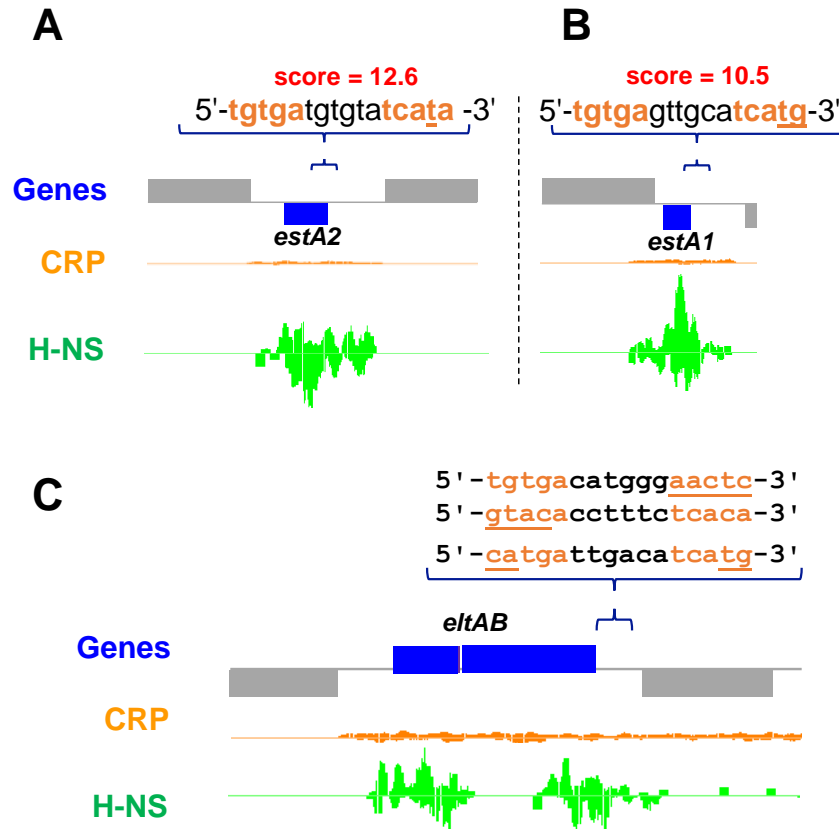 A
score = 12.6
5'-tgtgatgtgtatcata -3'
Genes
estA2
CRP
H-NS
B
score = 10.5
5'-tgtgagttgcatcatg-3'
estA1
C
5'-tgtgacatgggaactc-3'
5'-gtacacctttctcaca-3'
5'-catgattgacatcatg-3'
eltAB
Genes
CRP
H-NS